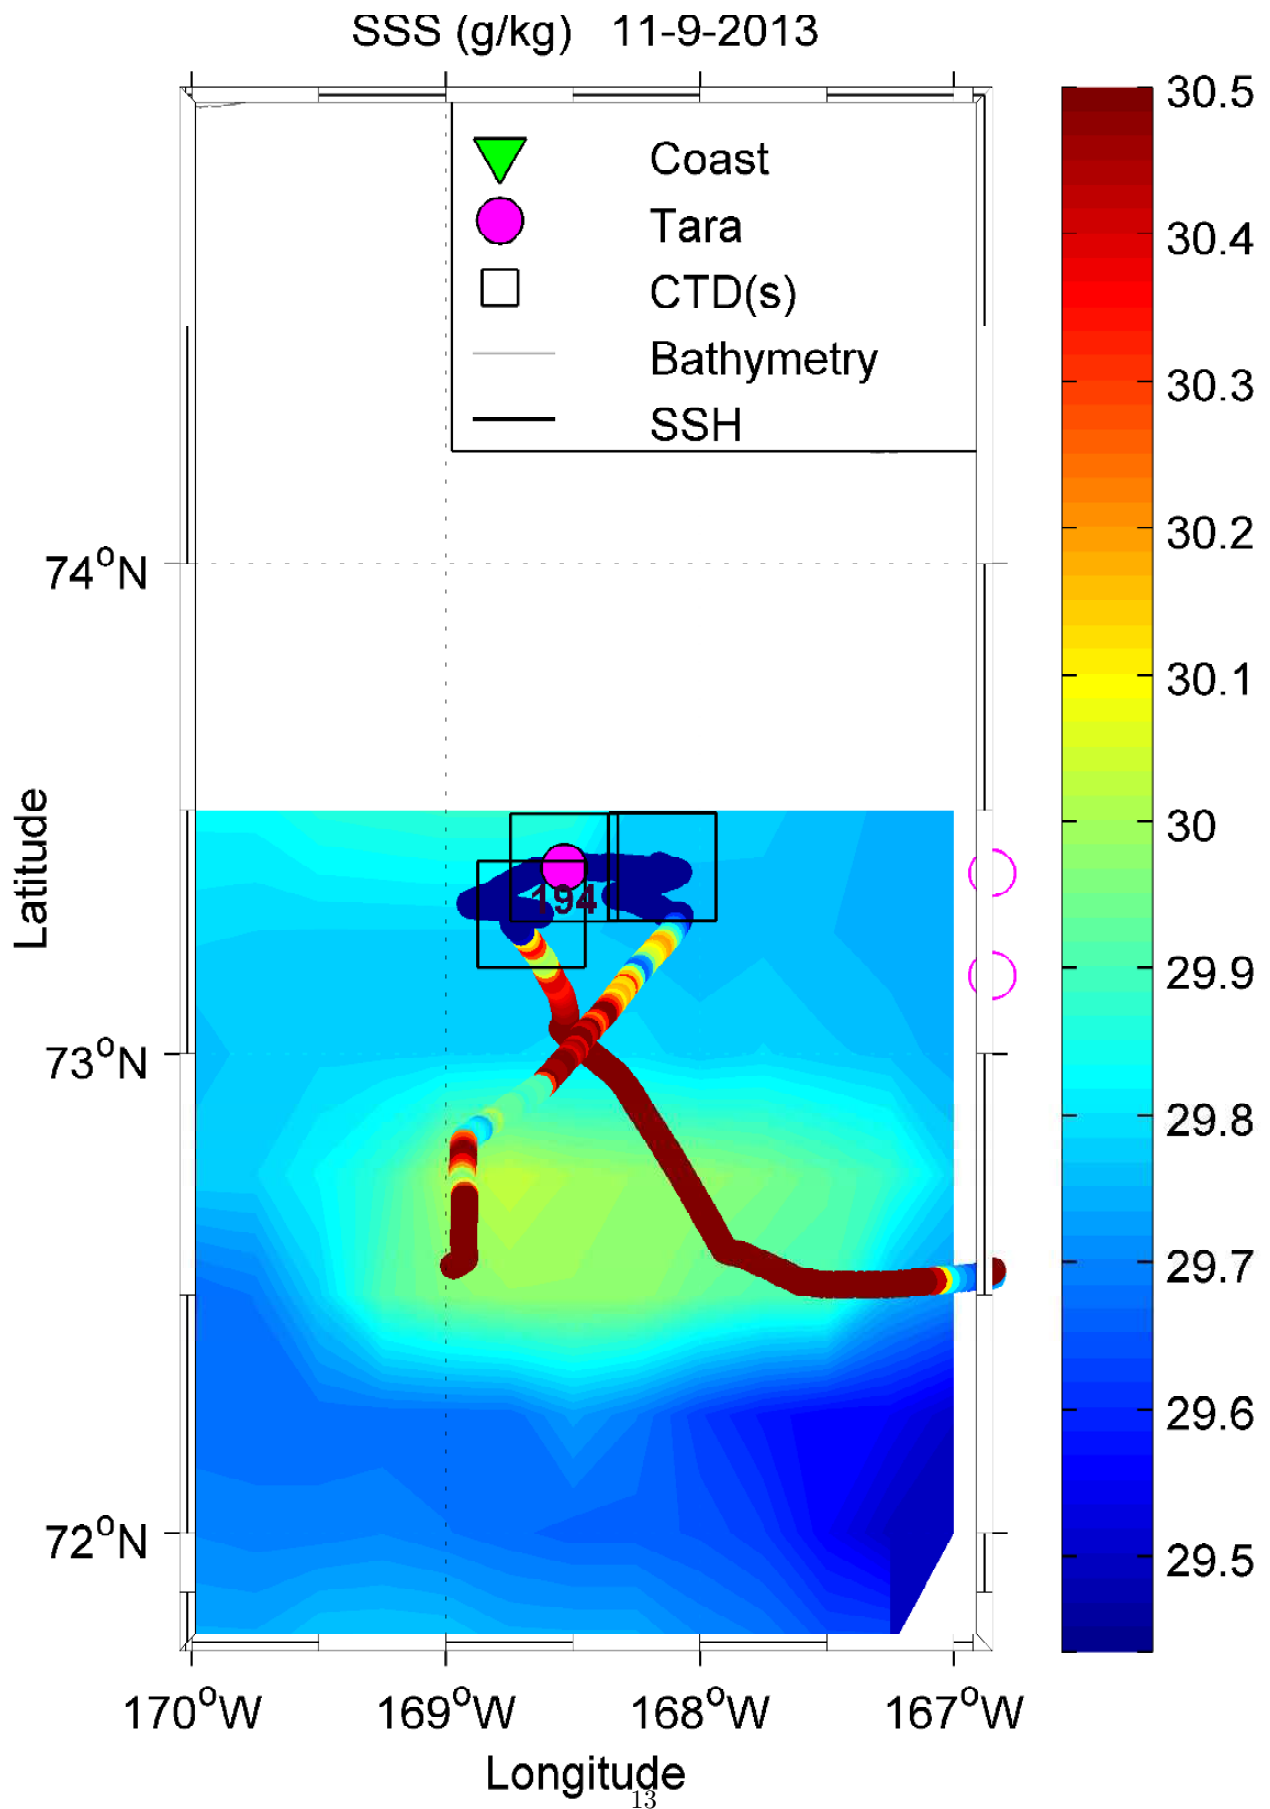 SSS (g/kg) 11-9-2013
Coast
Tara
CTD(s)
Bathymetry
SSH
30.5
30.4
30.3
30.2
30.1
30
29.9
29.8
29.7
29.6
29.5
74°N
73°N
72°N
Latitude
194
170°W 169°W 168°W 167°W
Longitude
13